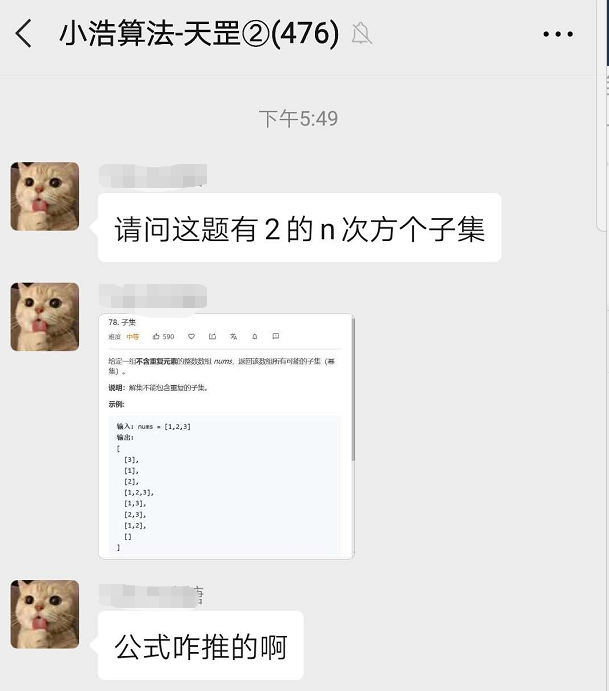 小浩算法-天罡②(476)
下午5:49
请问这题有2的n次方个子集
78. 子集
难度 中等 590
给定一组不含重复元素的整数数组 nums，返回该数组所有可能的子集（幂
集）。
说明：解集不能包含重复的子集。
示例:
输入: nums = [1,2,3]
输出:
[
[3],
[1],
[2],
[1,2,3],
[1,3],
[2,3],
[1,2],
[]
]
公式咋推的啊